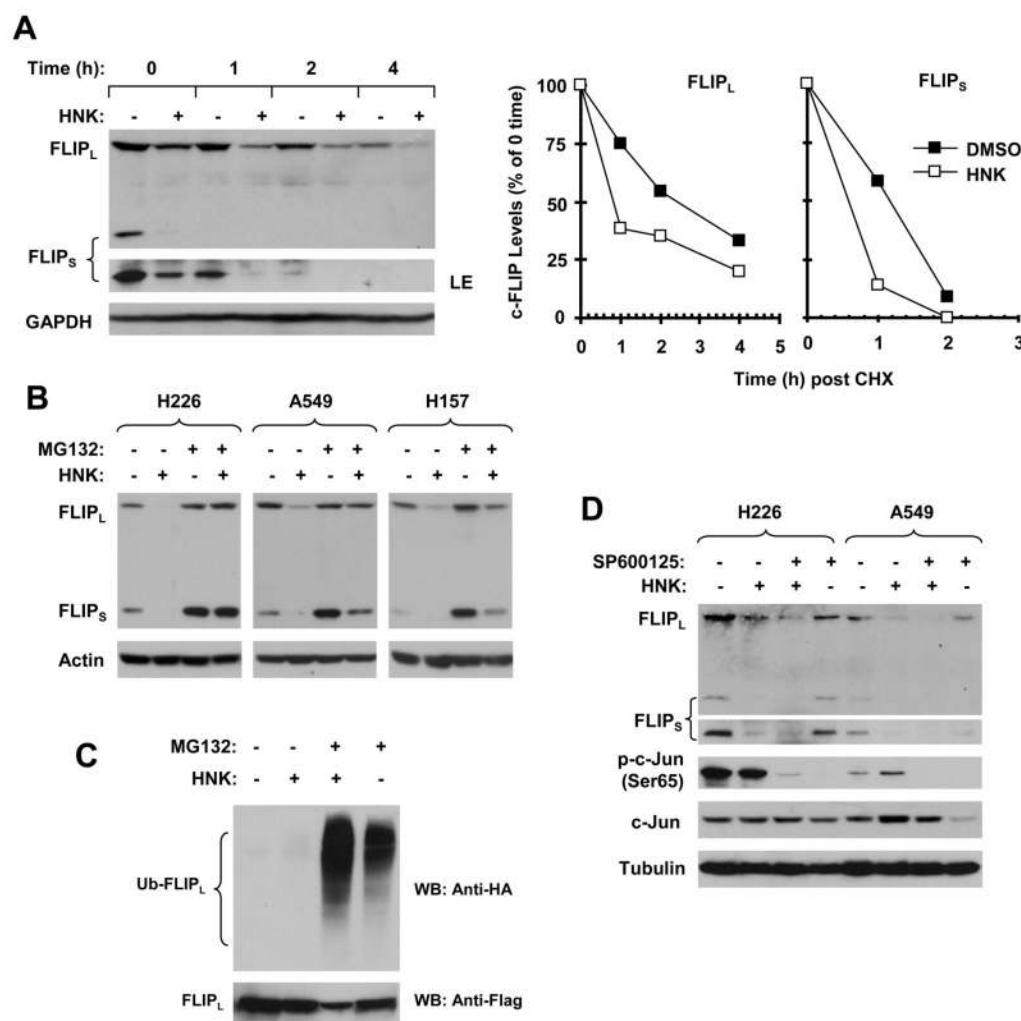 A
Time (h): 0 1 2 4
HNK: - + - + - + - +
FLIPL
FLIPS
LE
GAPDH
c-FLIP Levels (% of 0 time)
100
75
50
25
0
FLIPL
FLIPS
DMSO
HNK
0 1 2 3 4 5
0 1 2 3
Time (h) post CHX
B
H226 A549 H157
MG132: - - + + - - + + - - + +
HNK: - + - + - + - + - + - +
FLIPL
FLIPS
Actin
C
MG132: - - + +
HNK: - + + -
Ub-FLIPL
WB: Anti-HA
FLIPL
WB: Anti-Flag
D
H226 A549
SP600125: - - + + - - + +
HNK: - + + - - + + -
FLIPL
FLIPS
p-c-Jun
(Ser65)
c-Jun
Tubulin